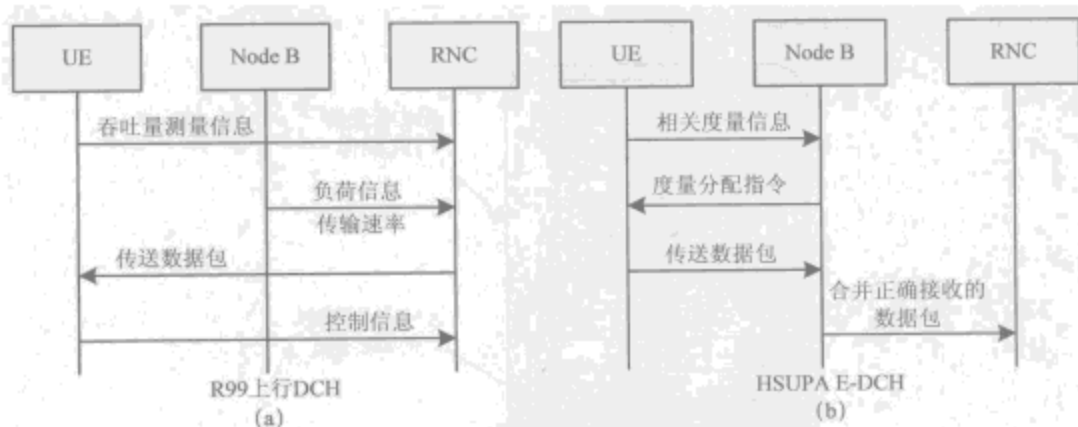 UE
Node B
RNC
吞吐量测量信息
负荷信息
传输速率
传送数据包
控制信息
R99上行DCH
(a)
UE
Node B
RNC
相关度量信息
度量分配指令
传送数据包
合并正确接收的
数据包
HSUPA E-DCH
(b)